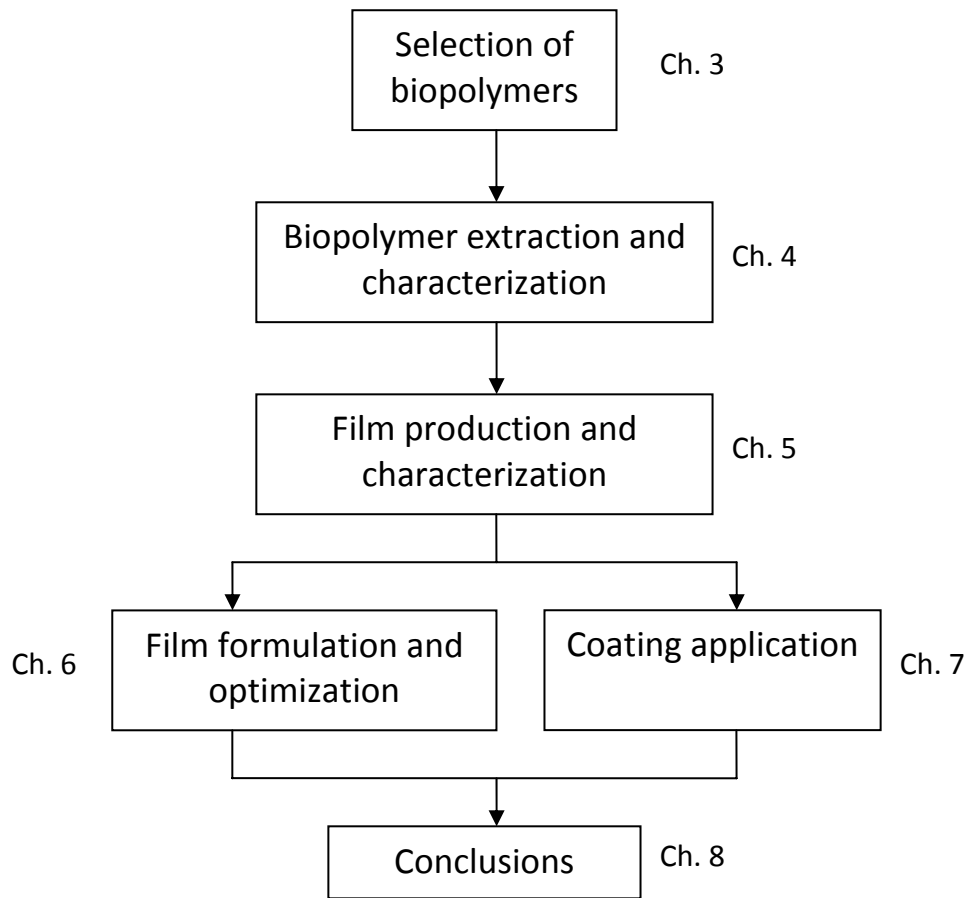 Selection of
biopolymers
Ch. 3
Biopolymer extraction and
characterization
Ch. 4
Film production and
characterization
Ch. 5
Ch. 6
Film formulation and
optimization
Coating application
Ch. 7
Conclusions
Ch. 8